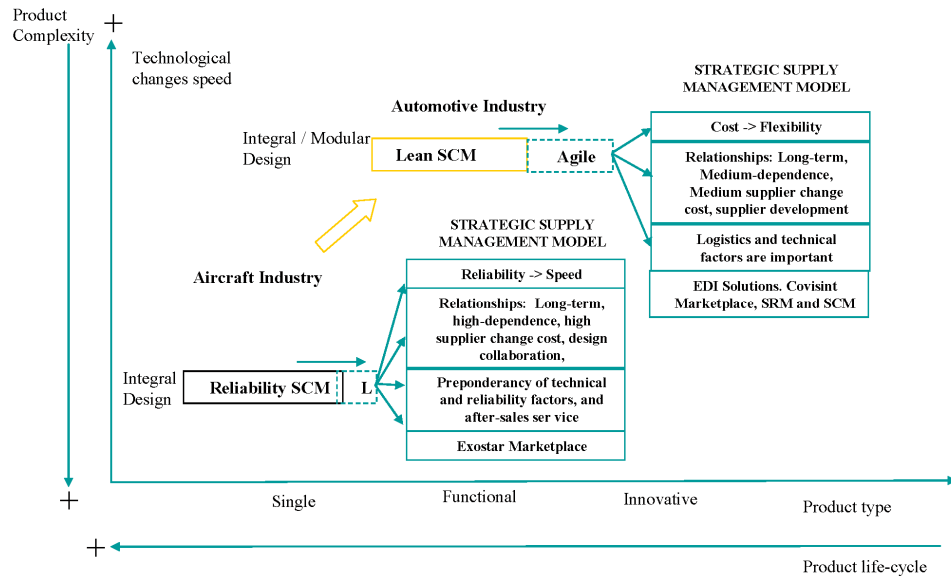 Product
Complexity
+
Technological
changes speed
STRATEGIC SUPPLY
MANAGEMENT MODEL
Automotive Industry
Cost -> Flexibility
Integral / Modular
Design
Lean SCM
Agile
Relationships: Long-term,
Medium-dependence,
Medium supplier change
cost, supplier development
Logistics and technical
factors are important
EDI Solutions. Covisint
Marketplace, SRM and SCM
STRATEGIC SUPPLY
MANAGEMENT MODEL
Aircraft Industry
Reliability -> Speed
Relationships: Long-term,
high-dependence, high
supplier change cost, design
collaboration,
Integral
Design
Reliability SCM
L
Preponderancy of technical
and reliability factors, and
after-sales ser vice
Exostar Marketplace
+
Single
Functional
Innovative
Product type
+
Product life-cycle